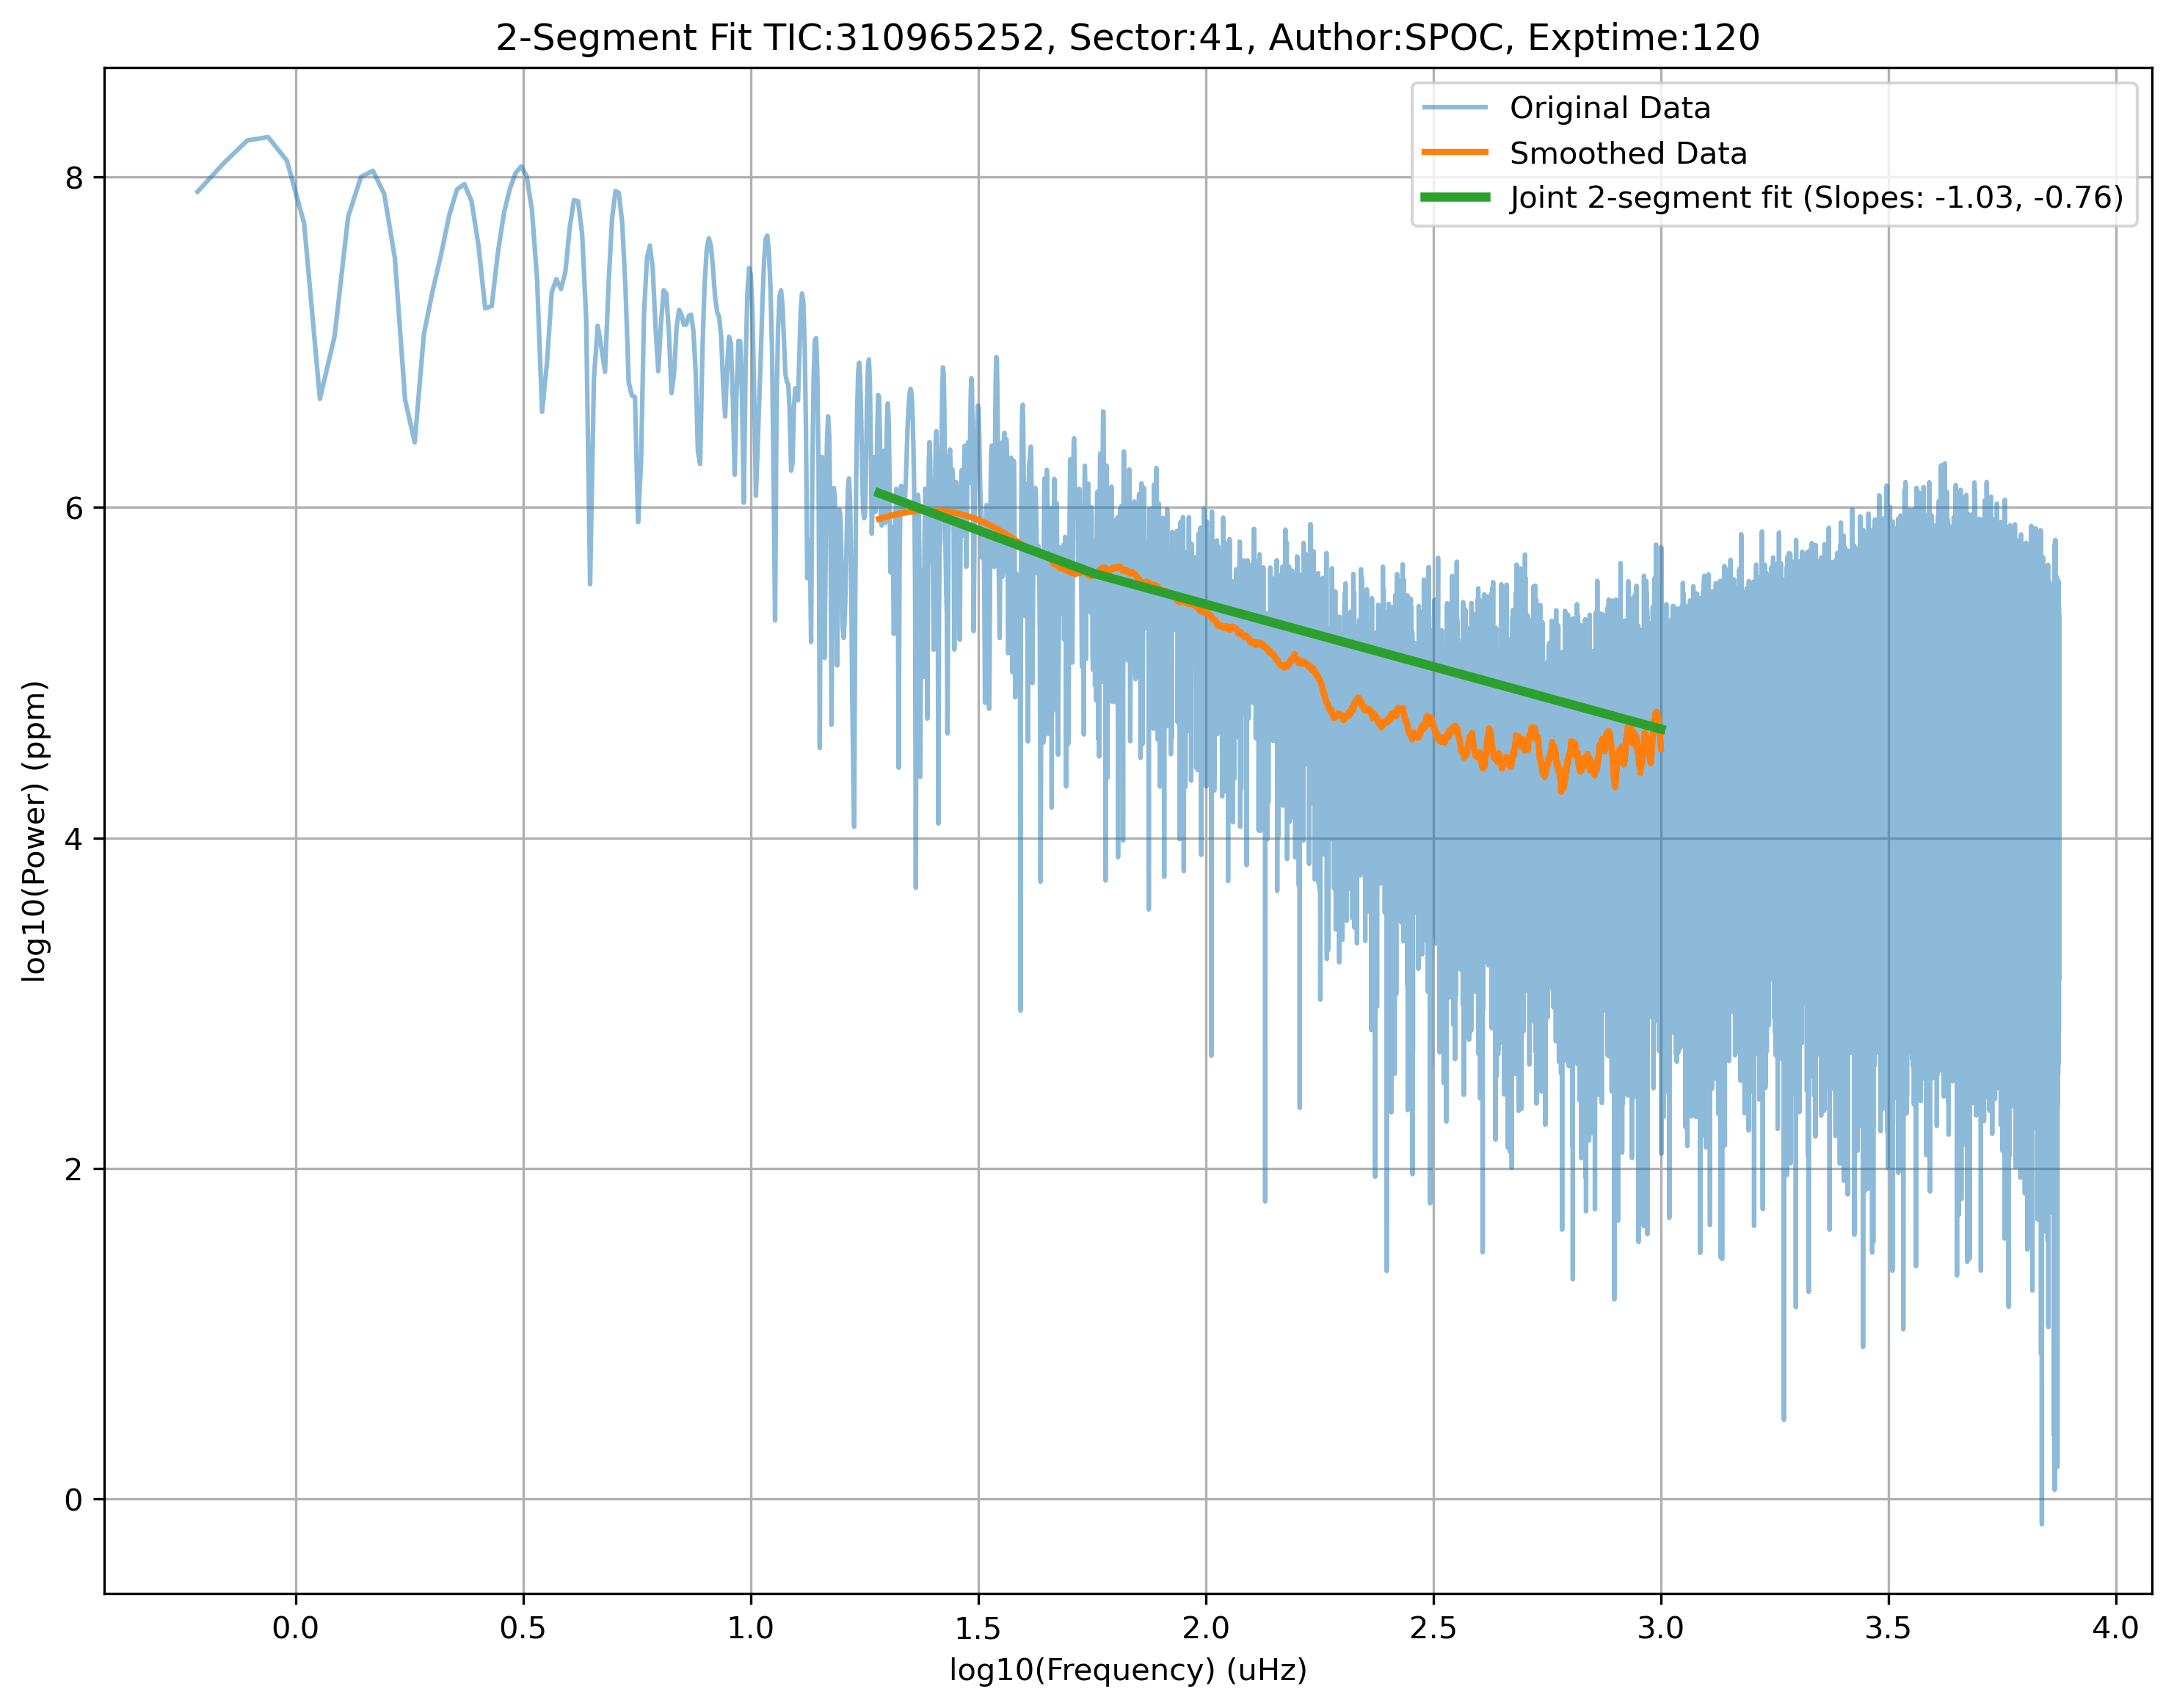 2-Segment Fit TIC:310965252, Sector:41, Author:SPOC, Exptime:120
Original Data
Smoothed Data
Joint 2-segment fit (Slopes: -1.03, -0.76)
log10(Power) (ppm)
8
6
4
2
0
0.0 0.5 1.0 1.5 2.0 2.5 3.0 3.5 4.0
log10(Frequency) (uHz)